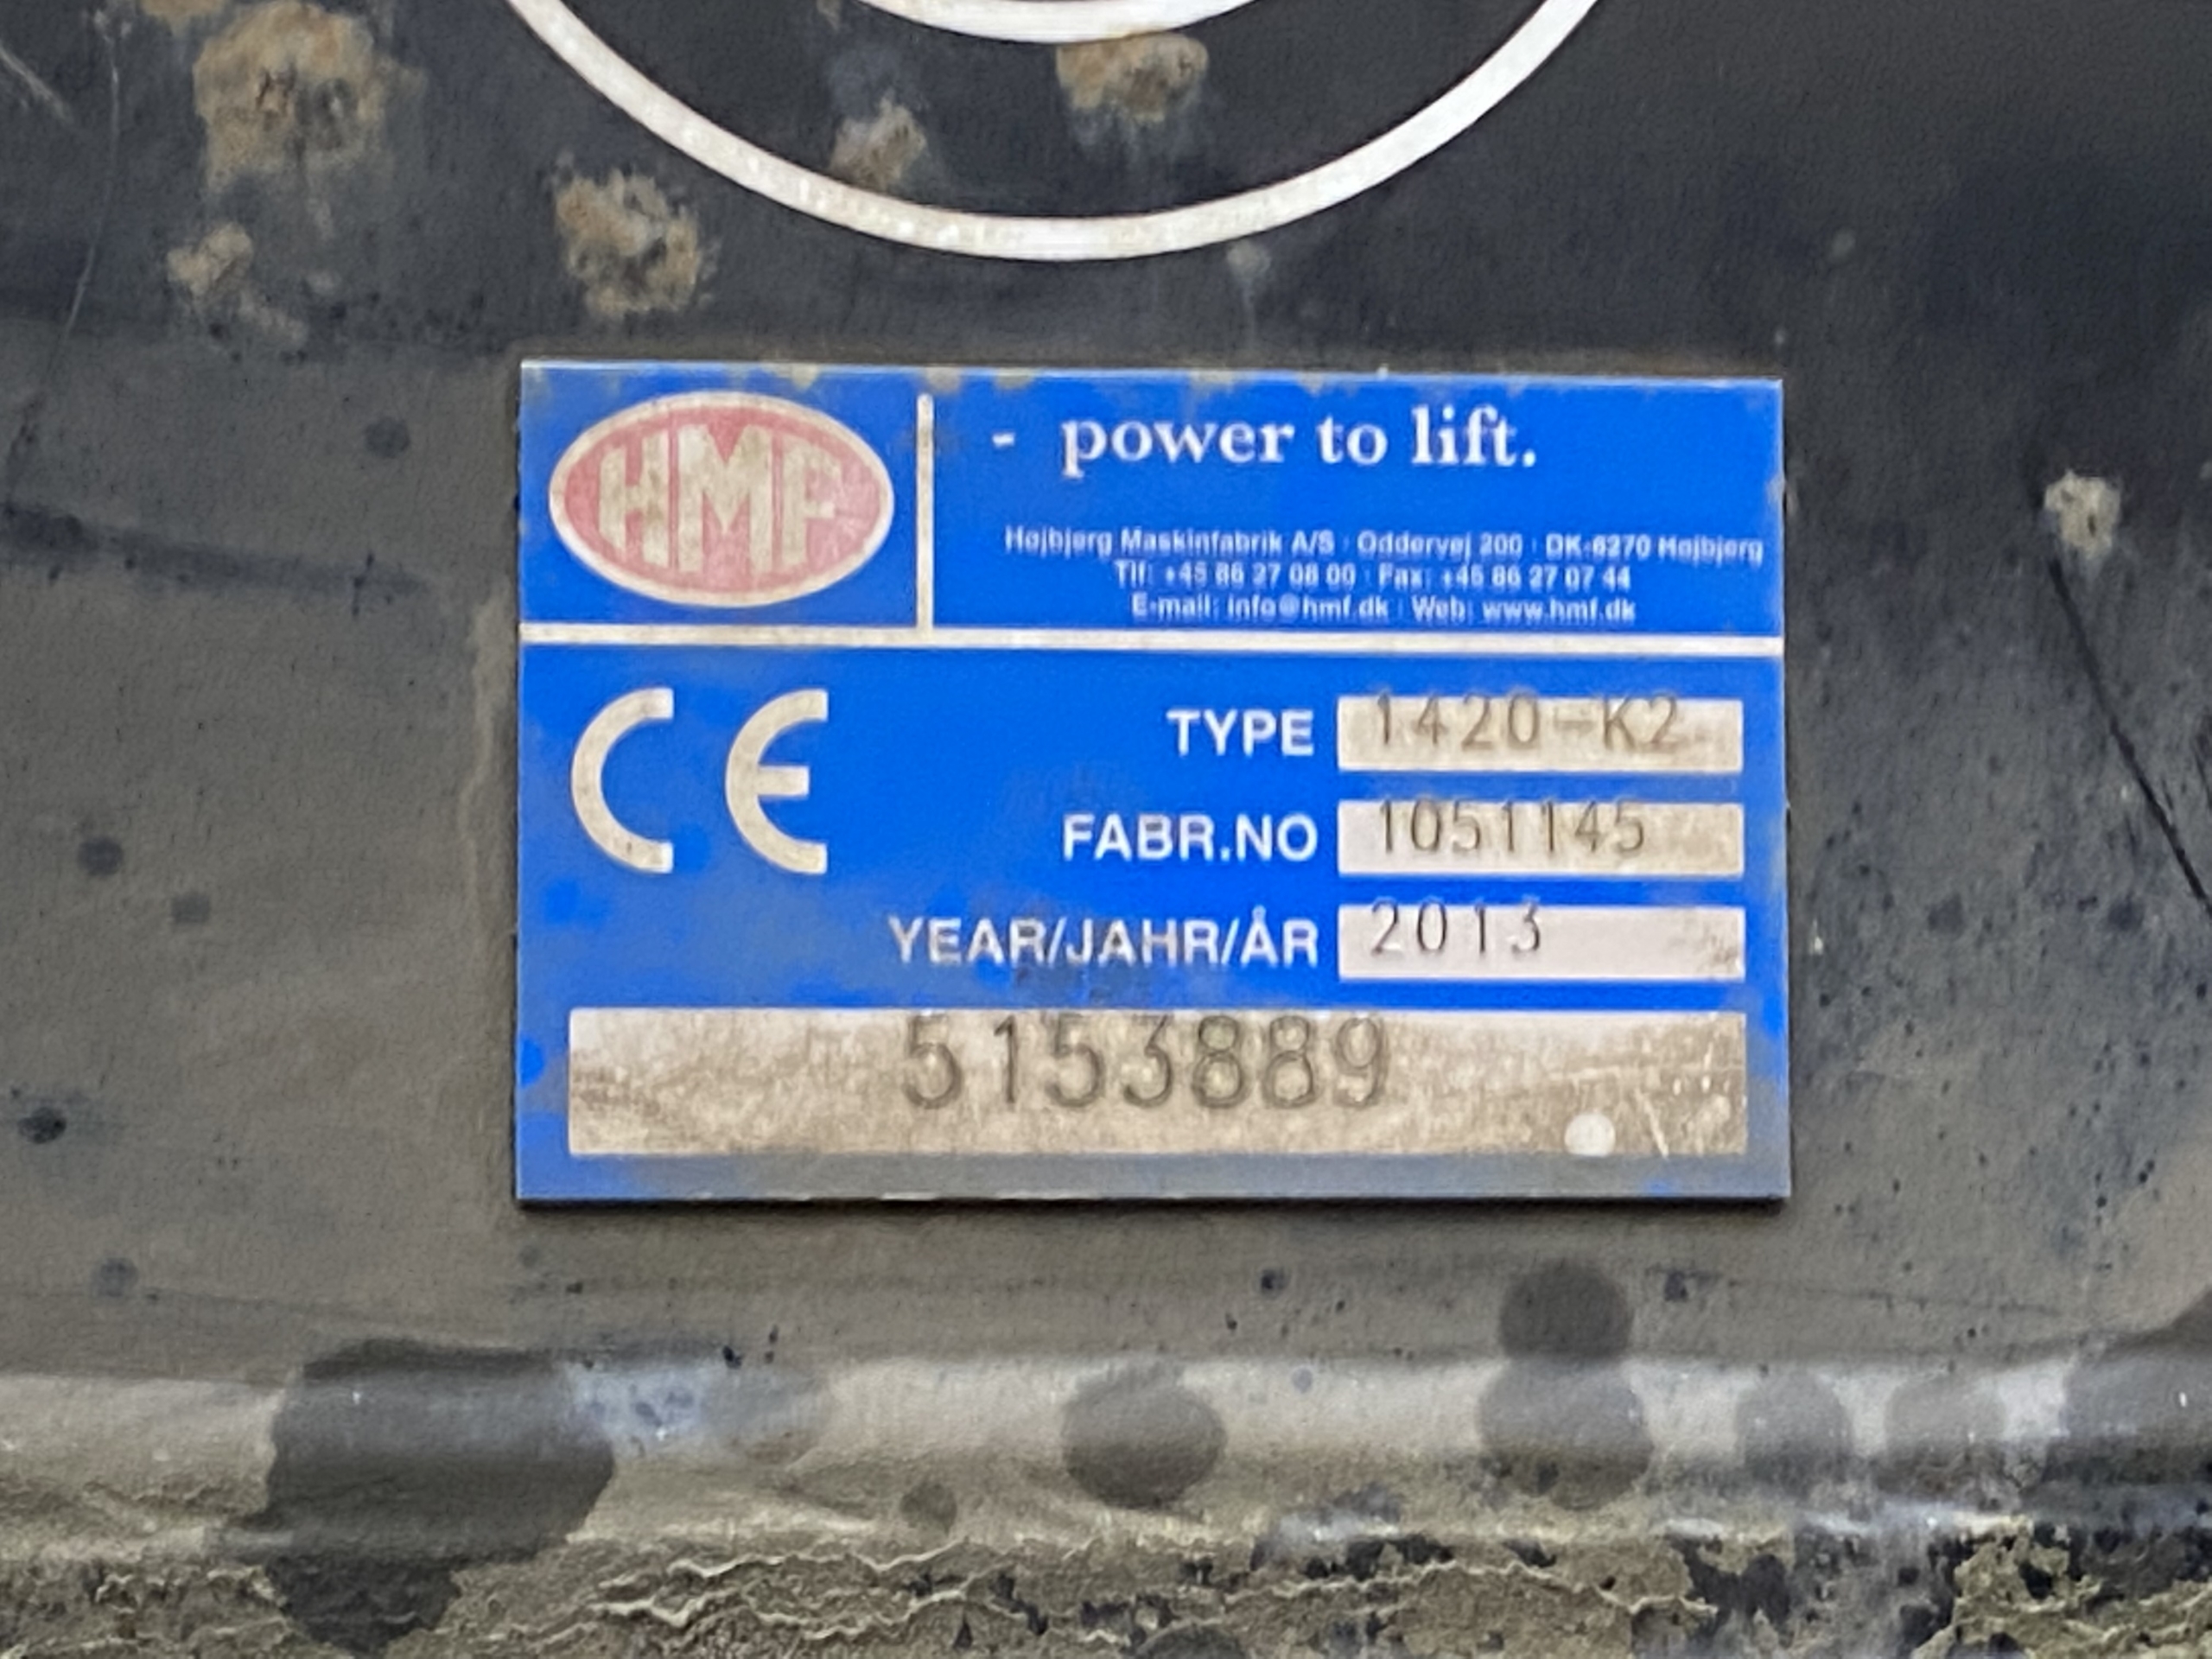 HMF
- power to lift.
Højbjerg Maskinfabrik A/S · Oddervej 200 · DK-8270 Højbjerg
Tlf: +45 86 27 08 00 · Fax: +45 86 27 07 44
E-mail: info@hmf.dk · Web: www.hmf.dk
CE
TYPE 1420-K2
FABR.NO 1051145
YEAR/JAHR/ÅR 2013
5153889